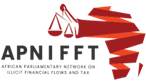 APNIFFT
AFRICAN PARLIAMENTARY NETWORK ON
ILLICIT FINANCIAL FLOWS AND TAX